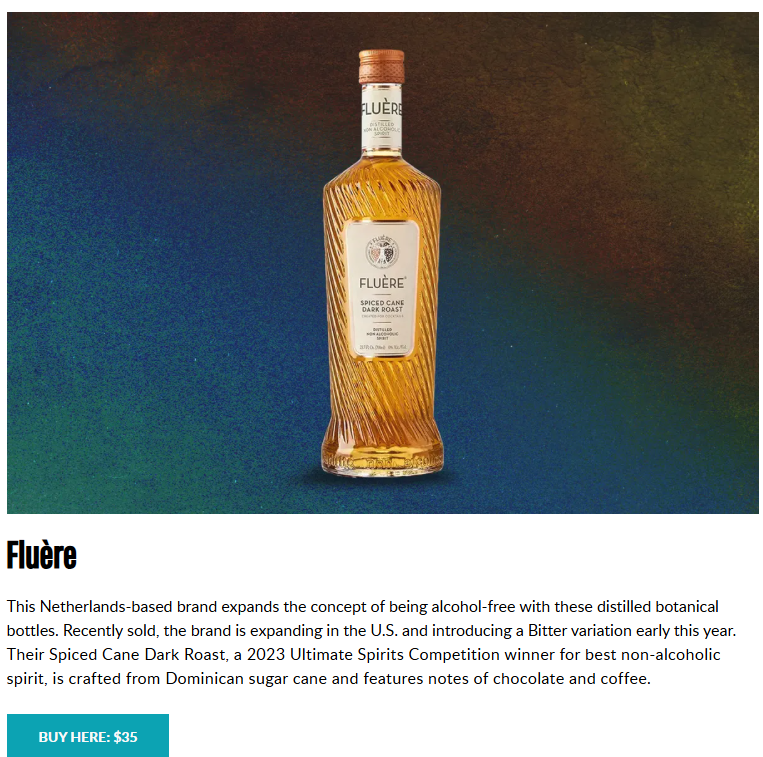 FLUÈRE
DISTILLED
NON ALCOHOLIC
SPIRIT
FLUÈRE
FLUÈRE
SPICED CANE
DARK ROAST
DISTILLED
NON ALCOHOLIC
SPIRIT
Fluère
This Netherlands-based brand expands the concept of being alcohol-free with these distilled botanical
bottles. Recently sold, the brand is expanding in the U.S. and introducing a Bitter variation early this year.
Their Spiced Cane Dark Roast, a 2023 Ultimate Spirits Competition winner for best non-alcoholic
spirit, is crafted from Dominican sugar cane and features notes of chocolate and coffee.
BUY HERE: $35